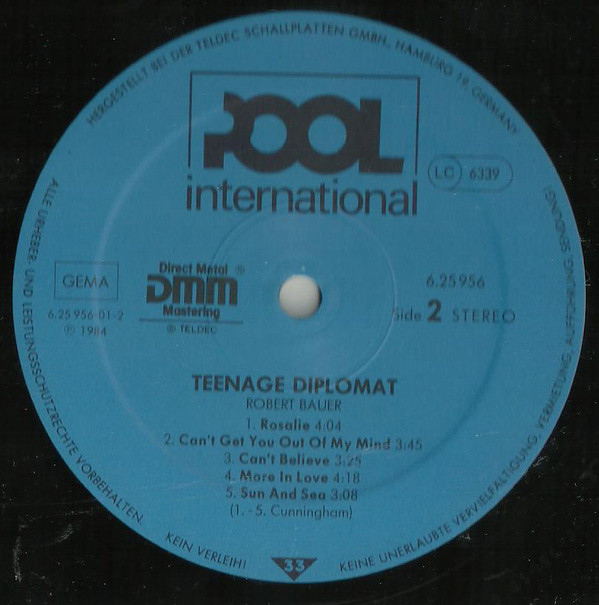 HERGESTELLT BEI DER TELDEC SCHALLPLATTEN GMBH., HAMBURG 19, GERMANY
POOL
international
LC 6339
GEMA
6.25 956-01-2
℗ 1984
Direct Metal ®
DMM
Mastering
© TELDEC
6.25956
Side 2 STEREO
TEENAGE DIPLOMAT
ROBERT BAUER
1. Rosalie 4:04
2. Can't Get You Out Of My Mind 3:45
3. Can't Believe 3:25
4. More In Love 4:18
5. Sun And Sea 3:08
(1. - 5. Cunningham)
ALLE URHEBER- UND LEISTUNGSSCHUTZRECHTE VORBEHALTEN.
KEIN VERLEIH!
33
KEINE UNERLAUBTE VERVIELFÄLTIGUNG, VERMIETUNG, AUFFÜHRUNG, SENDUNG!